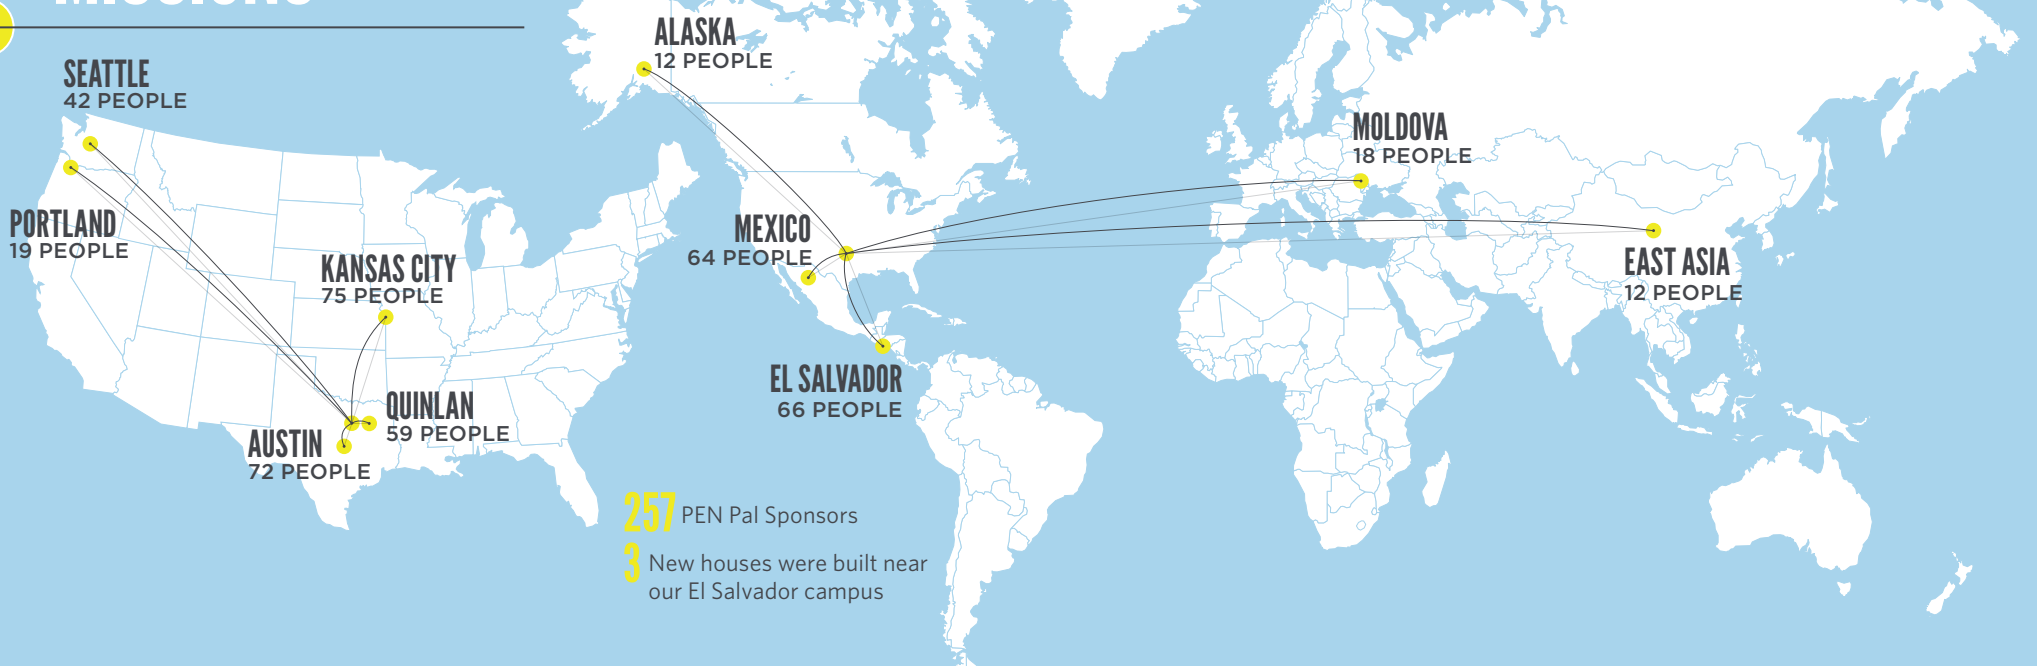 MISSIONS
SEATTLE
42 PEOPLE
PORTLAND
19 PEOPLE
KANSAS CITY
75 PEOPLE
QUINLAN
59 PEOPLE
AUSTIN
72 PEOPLE
ALASKA
12 PEOPLE
MEXICO
64 PEOPLE
EL SALVADOR
66 PEOPLE
MOLDOVA
18 PEOPLE
EAST ASIA
12 PEOPLE
257 PEN Pal Sponsors
3 New houses were built near
our El Salvador campus